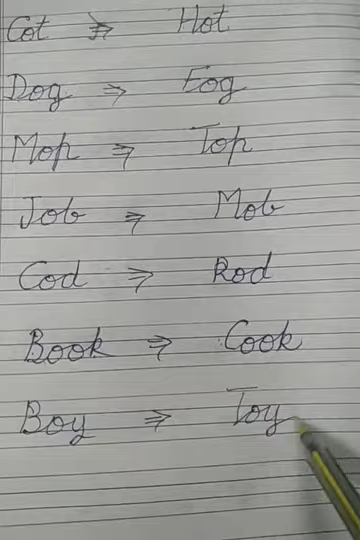 Cot ⇒ Hot
Dog ⇒ Fog
Mop ⇒ Top
Job ⇒ Mob
Cod ⇒ Rod
Book ⇒ Cook
Boy ⇒ Toy